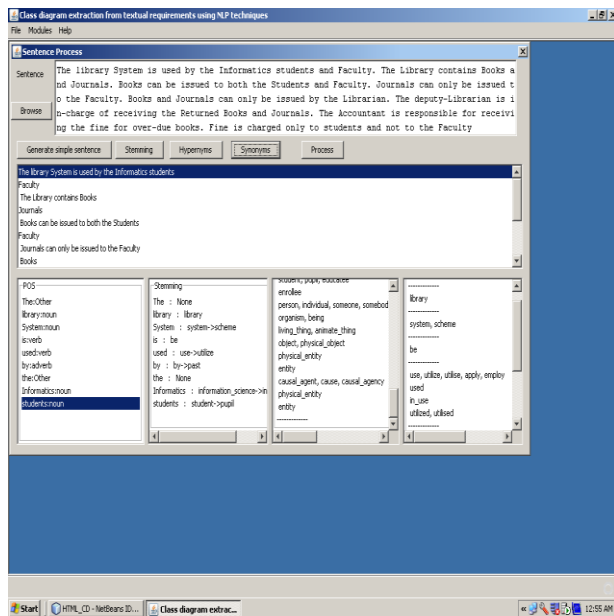 Class diagram extraction from textual requirements using NLP techniques
File Modules Help
Sentence Process
Sentence
The library System is used by the Informatics students and Faculty. The Library contains Books a
nd Journals. Books can be issued to both the Students and Faculty. Journals can only be issued t
o the Faculty. Books and Journals can only be issued by the Librarian. The deputy-Librarian is i
n-charge of receiving the Returned Books and Journals. The Accountant is responsible for receivi
ng the fine for over-due books. Fine is charged only to students and not to the Faculty
Browse
Generate simple sentence Stemming Hypernyms Synonyms Process
The library System is used by the Informatics students
Faculty
The Library contains Books
Journals
Books can be issued to both the Students
Faculty
Journals can only be issued to the Faculty
Books
POS
The:Other
library:noun
System:noun
is:verb
used:verb
by:adverb
the:Other
Informatics:noun
students:noun
Stemming
The : None
library : library
System : system->scheme
is : be
used : use->utilize
by : by->past
the : None
Informatics : information_science->in
students : student->pupil
student, pupil, educatee
enrollee
person, individual, someone, somebod
organism, being
living_thing, animate_thing
object, physical_object
physical_entity
entity
causal_agent, cause, causal_agency
physical_entity
entity
-------------
-------------
library
-------------
system, scheme
-------------
be
-------------
use, utilize, utilise, apply, employ
used
in_use
utilized, utilised
-------------
Start HTML_CD - NetBeans ID... Class diagram extrac... « 12:55 AM